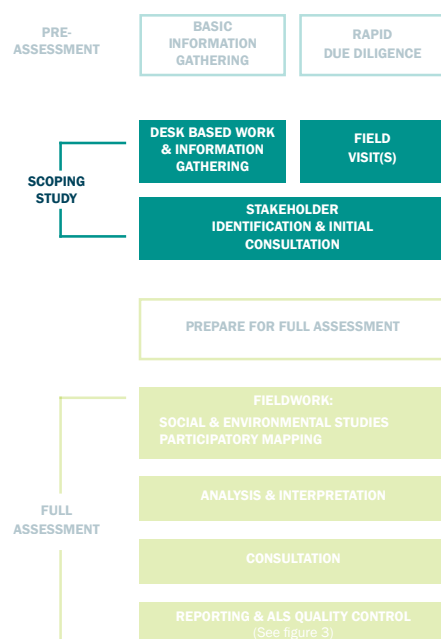 PRE-
ASSESSMENT
BASIC
INFORMATION
GATHERING
RAPID
DUE DILIGENCE
SCOPING
STUDY
DESK BASED WORK
& INFORMATION
GATHERING
FIELD
VISIT(S)
STAKEHOLDER
IDENTIFICATION & INITIAL
CONSULTATION
PREPARE FOR FULL ASSESSMENT
FULL
ASSESSMENT
FIELDWORK:
SOCIAL & ENVIRONMENTAL STUDIES
PARTICIPATORY MAPPING
ANALYSIS & INTERPRETATION
CONSULTATION
REPORTING & ALS QUALITY CONTROL
(See figure 3)